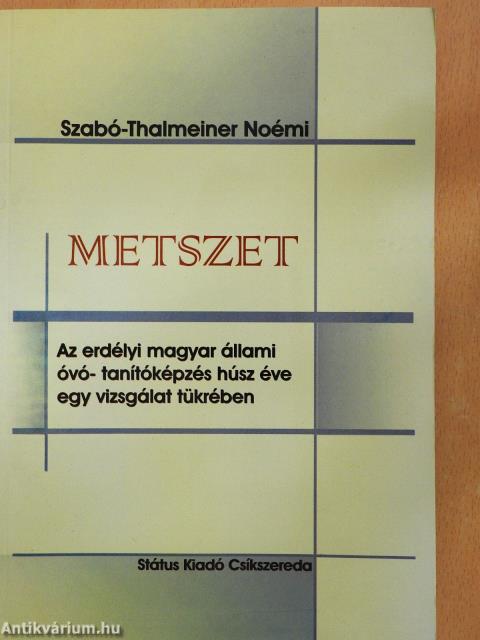 Szabó-Thalmeiner Noémi
METSZET
Az erdélyi magyar állami
óvó- tanítóképzés húsz éve
egy vizsgálat tükrében
Státus Kiadó Csíkszereda
Antikvárium.hu